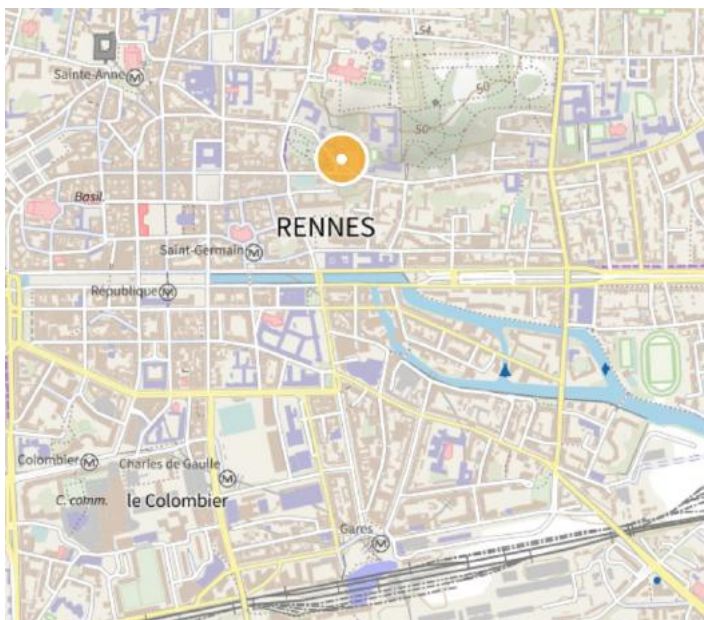 54
Sainte-Anne M
50
50
Basil.
RENNES
Saint-Germain M
République M
Colombier M
Charles de Gaulle
M
C. comm.
le Colombier
Gares
M